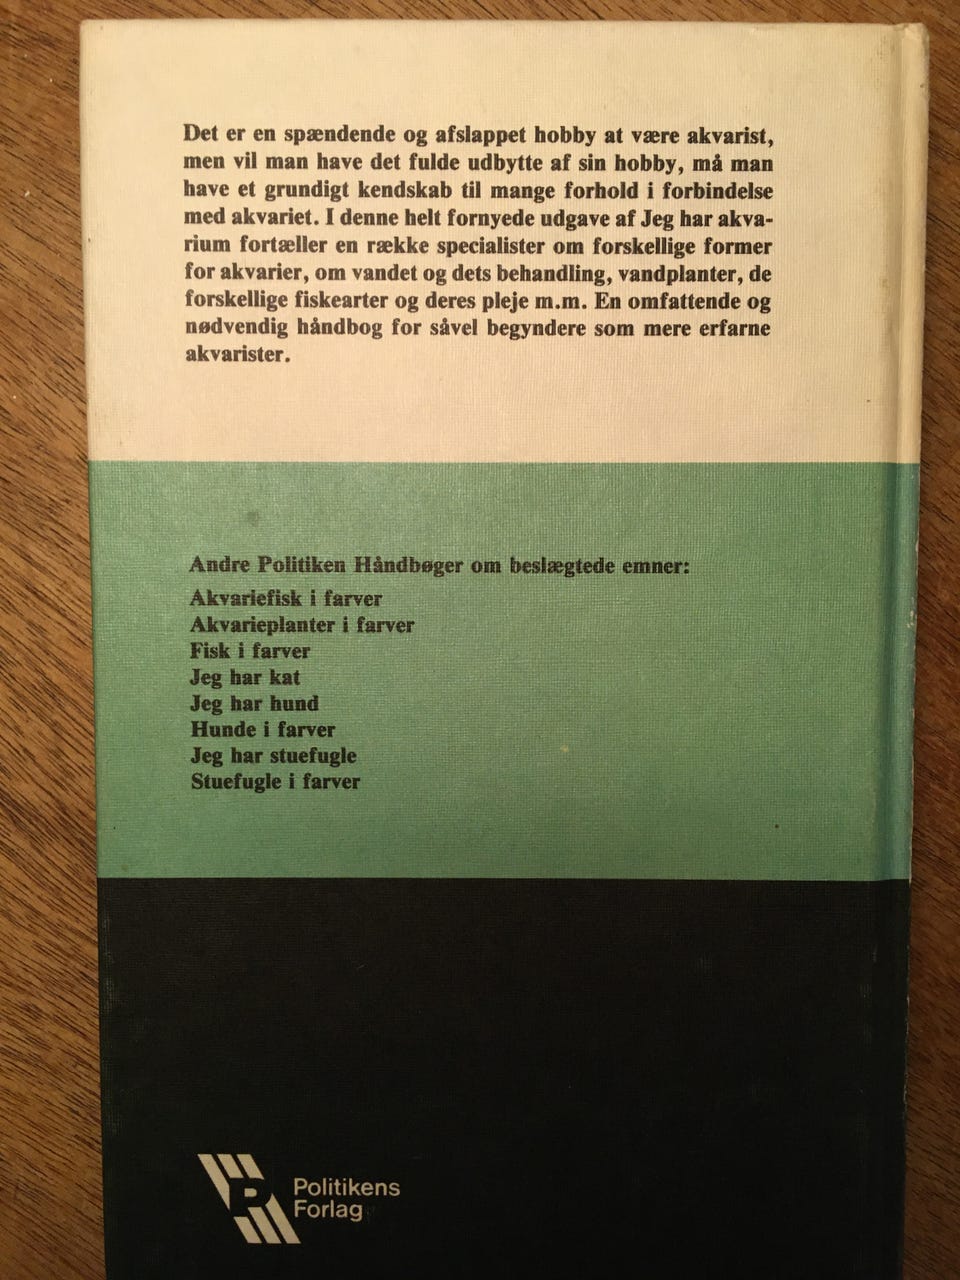 Det er en spændende og afslappet hobby at være akvarist,
men vil man have det fulde udbytte af sin hobby, må man
have et grundigt kendskab til mange forhold i forbindelse
med akvariet. I denne helt fornyede udgave af Jeg har akva-
rium fortæller en række specialister om forskellige former
for akvarier, om vandet og dets behandling, vandplanter, de
forskellige fiskearter og deres pleje m.m. En omfattende og
nødvendig håndbog for såvel begyndere som mere erfarne
akvarister.
Andre Politiken Håndbøger om beslægtede emner:
Akvariefisk i farver
Akvarieplanter i farver
Fisk i farver
Jeg har kat
Jeg har hund
Hunde i farver
Jeg har stuefugle
Stuefugle i farver
P
Politikens
Forlag